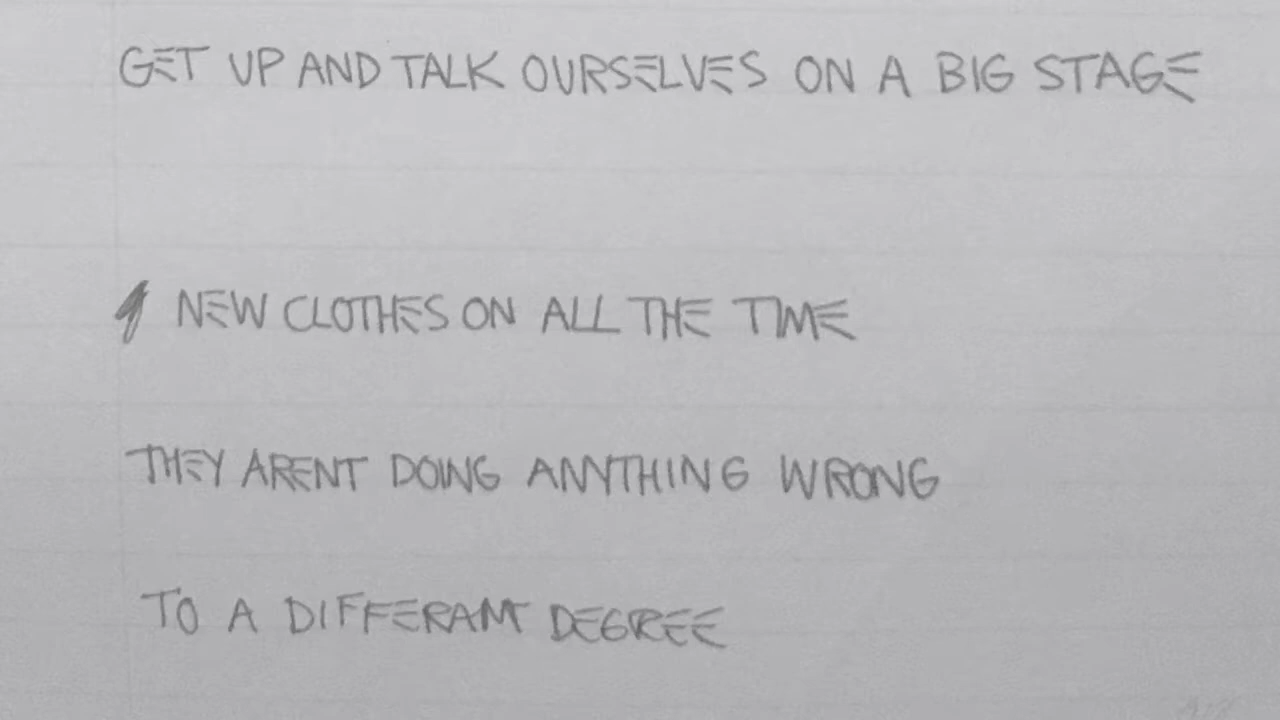 GET UP AND TALK OURSELVES ON A BIG STAGE
NEW CLOTHES ON ALL THE TIME
THEY ARENT DOING ANYTHING WRONG
TO A DIFFERANT DEGREE